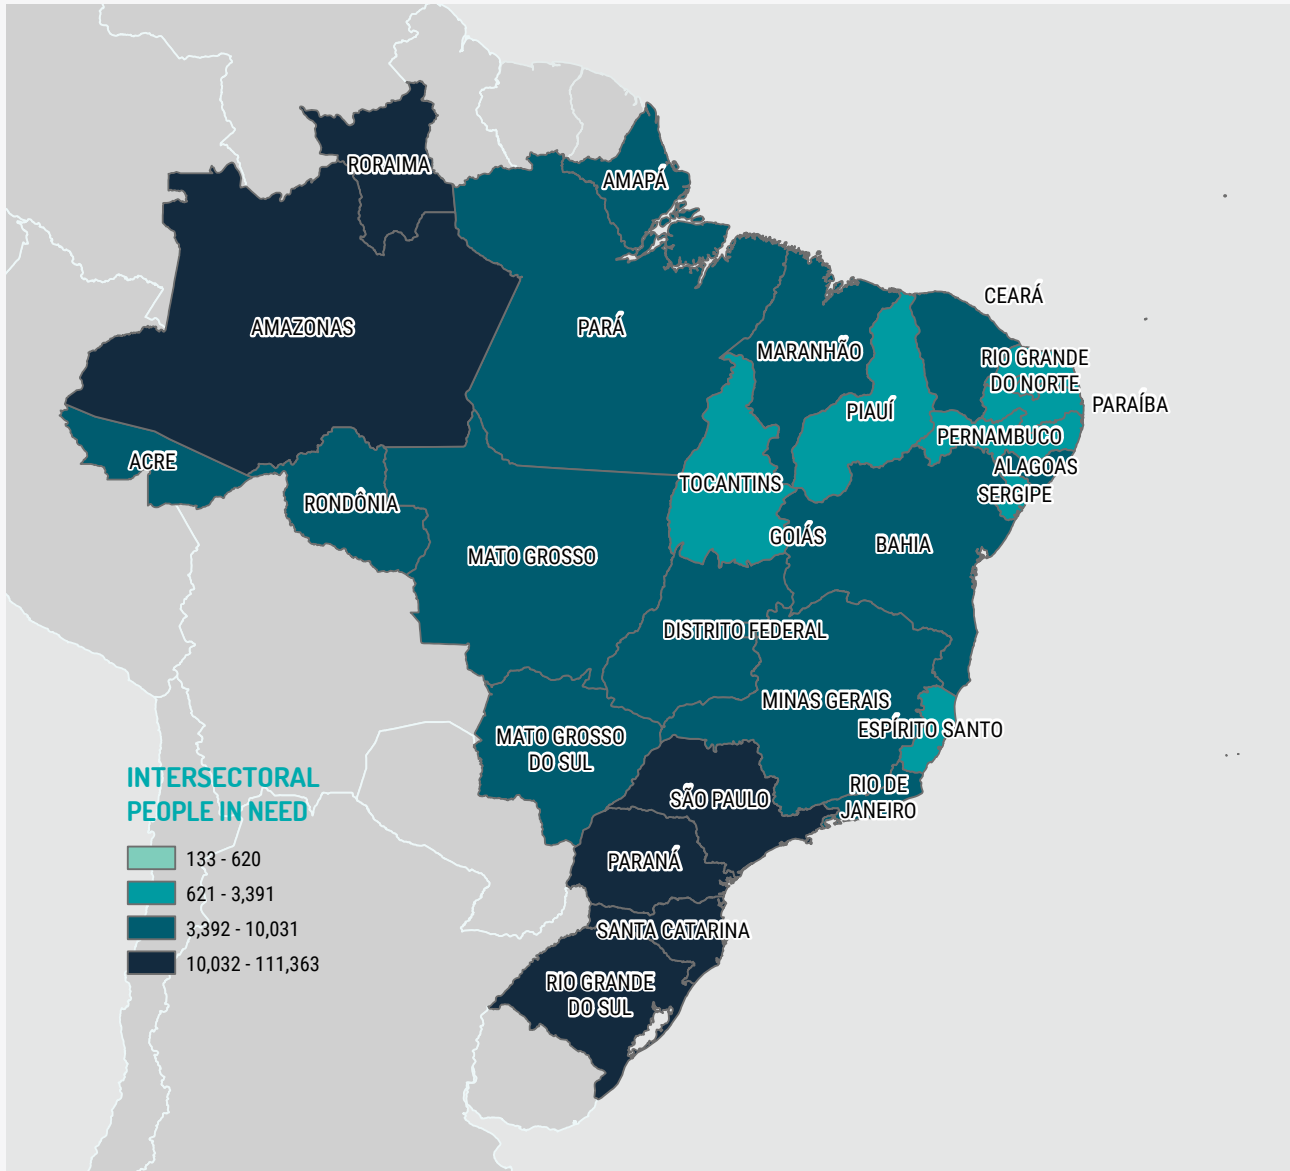 RORAIMA
AMAPÁ
CEARÁ
AMAZONAS
PARÁ
MARANHÃO
RIO GRANDE
DO NORTE
PARAÍBA
PIAUÍ
PERNAMBUCO
ACRE
ALAGOAS
TOCANTINS
SERGIPE
RONDÔNIA
GOIÁS
BAHIA
MATO GROSSO
DISTRITO FEDERAL
MINAS GERAIS
ESPÍRITO SANTO
MATO GROSSO
DO SUL
RIO DE
JANEIRO
SÃO PAULO
PARANÁ
SANTA CATARINA
RIO GRANDE
DO SUL
INTERSECTORAL
PEOPLE IN NEED
133 - 620
621 - 3,391
3,392 - 10,031
10,032 - 111,363